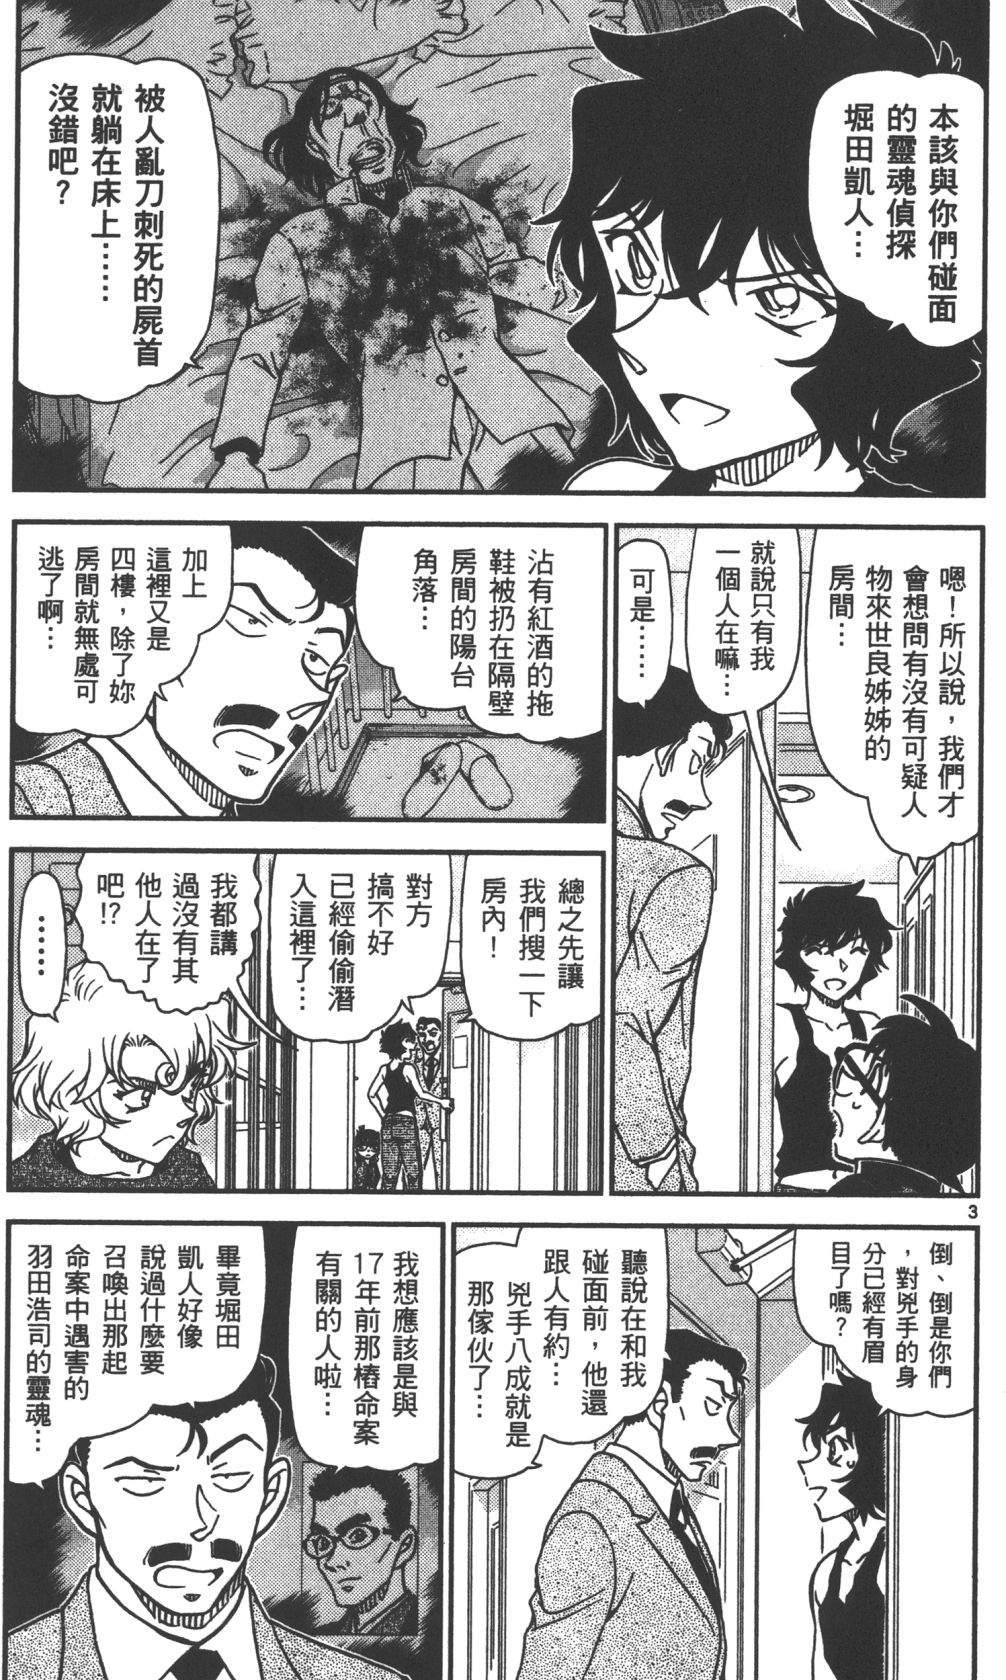 本該與你們碰面
的靈魂偵探
堀田凱人…
被人亂刀刺死的屍首
就躺在床上……
沒錯吧？
嗯！所以說，我們才
會想問有沒有可疑人
物來世良姊姊的
房間…
就說只有我
一個人在嘛…
可是……
沾有紅酒的拖
鞋被扔在隔壁
房間的陽台
角落…
加上
這裡又是
四樓，除了妳
房間就無處可
逃了啊…
總之先讓
我們搜一下
房內！
對方
搞不好
已經偷偷潛
入這裡了…
我都講
過沒有其
他人在了
吧!?
……
3
倒、倒是你們
，對兇手的身
分已經有眉
目了嗎？
聽說在和我
碰面前，他還
跟人有約…
兇手八成就是
那傢伙了…
我想應該是與
17年前那樁命案
有關的人啦…
畢竟堀田
凱人好像
說過什麼要
召喚出那起
命案中遇害的
羽田浩司的靈魂…